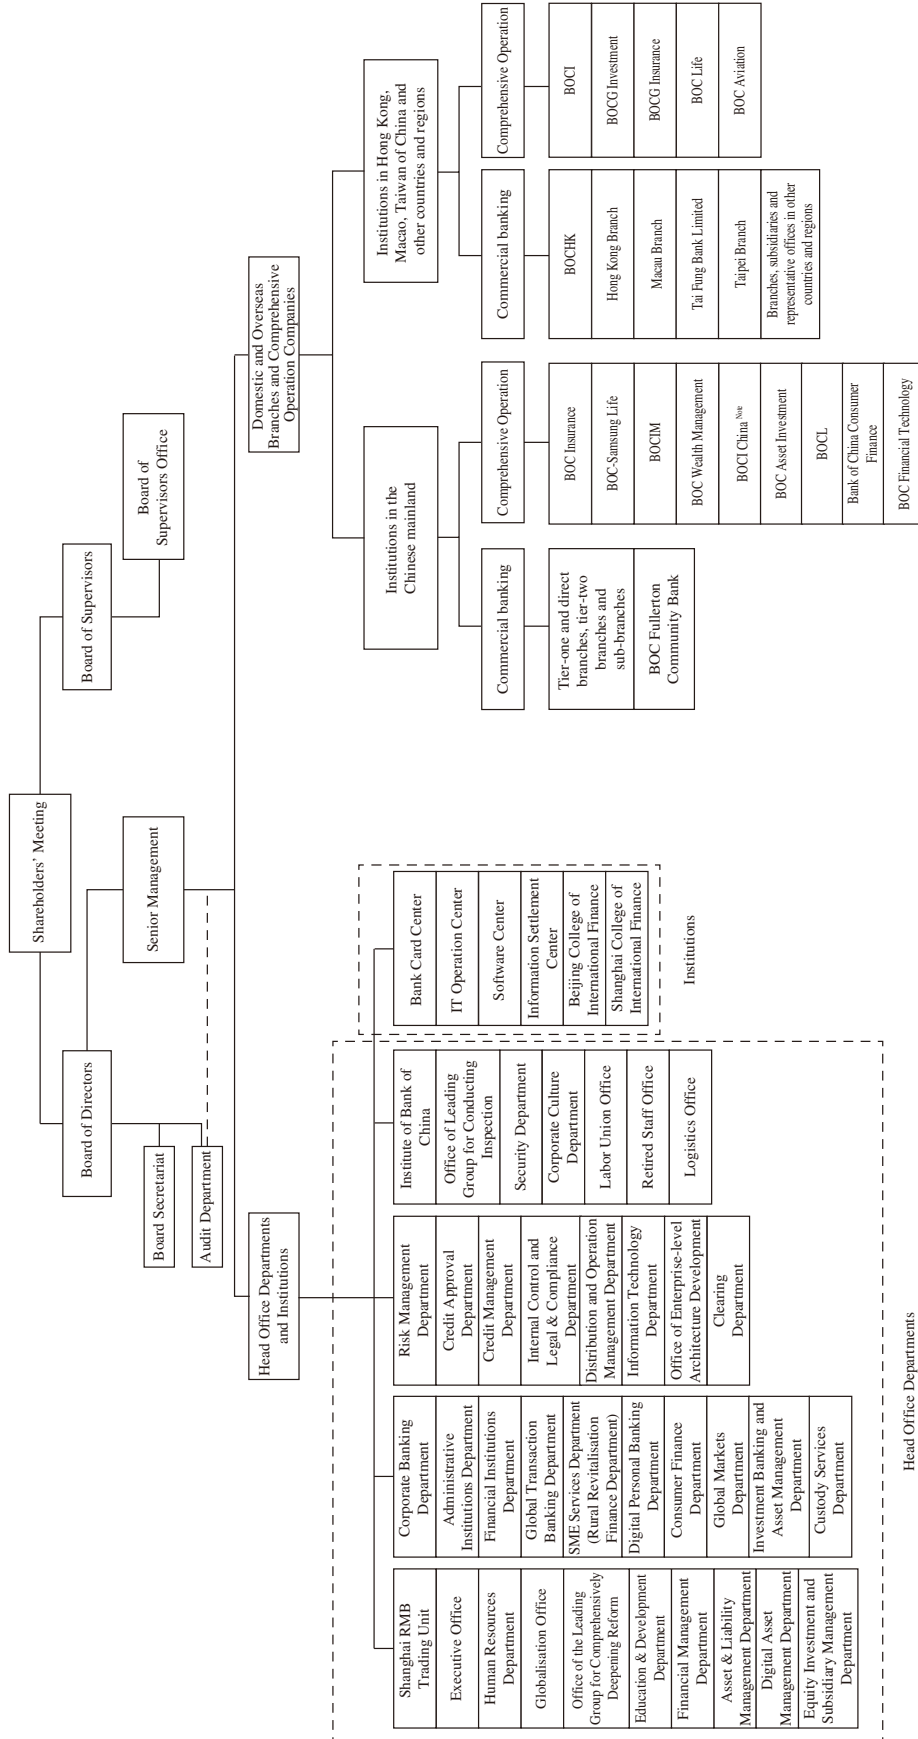 Shareholders' Meeting
Board of Directors
Board of Supervisors
Board Secretariat
Audit Department
Senior Management
Board of
Supervisors Office
Head Office Departments
and Institutions
Domestic and Overseas
Branches and Comprehensive
Operation Companies
Shanghai RMB
Trading Unit
Executive Office
Human Resources
Department
Globalisation Office
Office of the Leading
Group for Comprehensively
Deepening Reform
Education & Development
Department
Financial Management
Department
Asset & Liability
Management Department
Digital Asset
Management Department
Equity Investment and
Subsidiary Management
Department
Corporate Banking
Department
Administrative
Institutions Department
Financial Institutions
Department
Global Transaction
Banking Department
SME Services Department
(Rural Revitalisation
Finance Department)
Digital Personal Banking
Department
Consumer Finance
Department
Global Markets
Department
Investment Banking and
Asset Management
Department
Custody Services
Department
Risk Management
Department
Credit Approval
Department
Credit Management
Department
Internal Control and
Legal & Compliance
Department
Distribution and Operation
Management Department
Information Technology
Department
Office of Enterprise-level
Architecture Development
Clearing
Department
Institute of Bank of
China
Office of Leading
Group for Conducting
Inspection
Security Department
Corporate Culture
Department
Labor Union Office
Retired Staff Office
Logistics Office
Head Office Departments
Bank Card Center
IT Operation Center
Software Center
Information Settlement
Center
Beijing College of
International Finance
Shanghai College of
International Finance
Institutions
Institutions in the
Chinese mainland
Commercial banking
Tier-one and direct
branches, tier-two
branches and
sub-branches
BOC Fullerton
Community Bank
Comprehensive Operation
BOC Insurance
BOC-Samsung Life
BOCIM
BOC Wealth Management
BOCI China Note
BOC Asset Investment
BOCL
Bank of China Consumer
Finance
BOC Financial Technology
Institutions in Hong Kong,
Macao, Taiwan of China and
other countries and regions
Commercial banking
BOCHK
Hong Kong Branch
Macau Branch
Tai Fung Bank Limited
Taipei Branch
Branches, subsidiaries and
representative offices in other
countries and regions
Comprehensive Operation
BOCI
BOCG Investment
BOCG Insurance
BOC Life
BOC Aviation